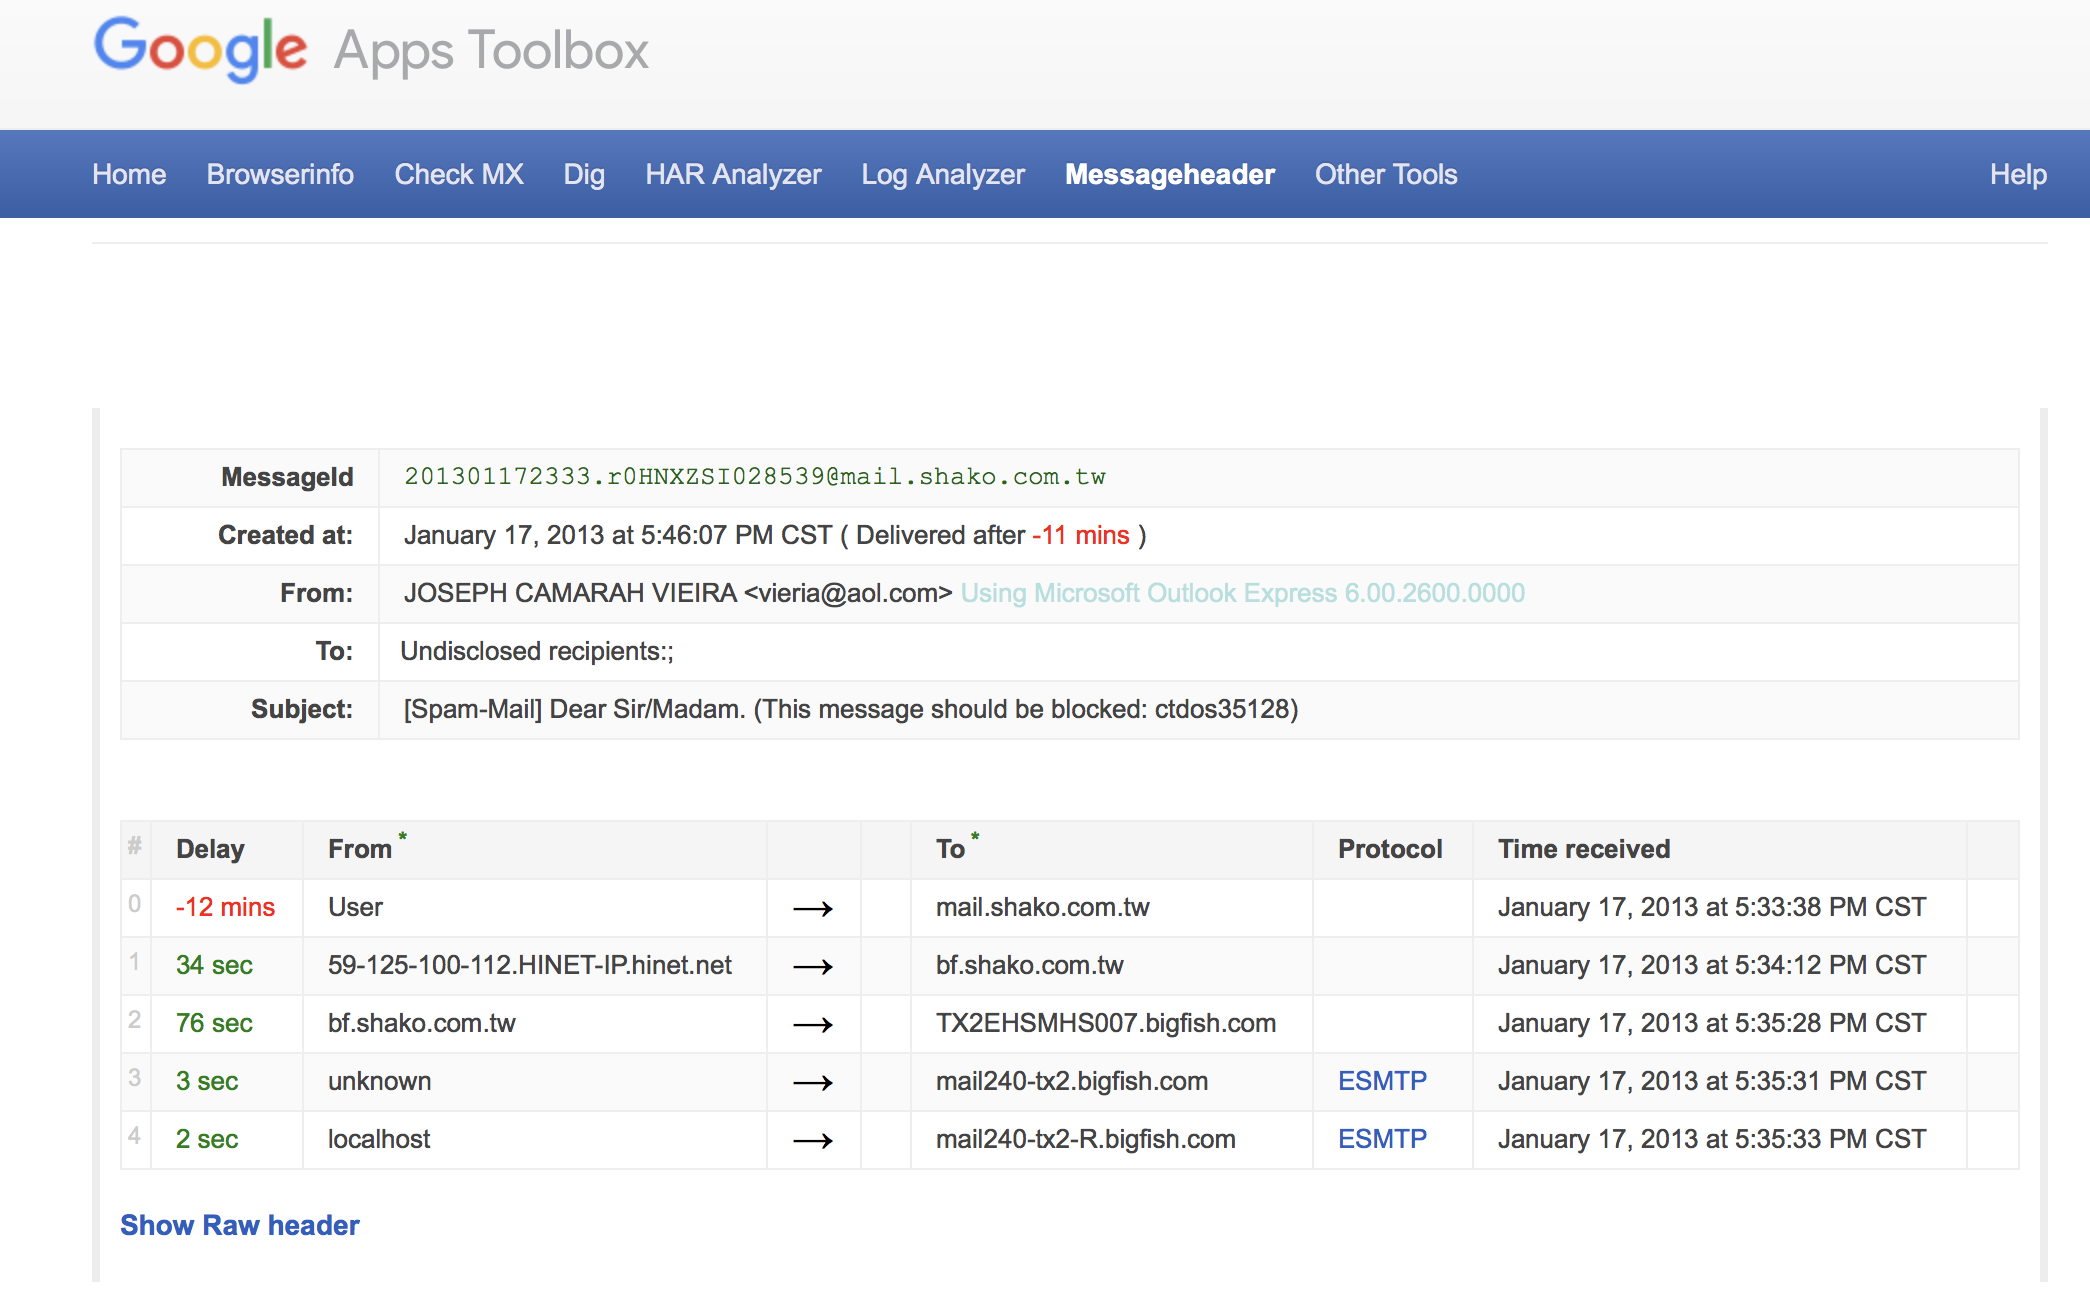 Google Apps Toolbox
Home Browserinfo Check MX Dig HAR Analyzer Log Analyzer Messageheader Other Tools Help
MessageId 201301172333.r0HNXZSI028539@mail.shako.com.tw
Created at: January 17, 2013 at 5:46:07 PM CST ( Delivered after -11 mins )
From: JOSEPH CAMARAH VIEIRA <vieria@aol.com> Using Microsoft Outlook Express 6.00.2600.0000
To: Undisclosed recipients:;
Subject: [Spam-Mail] Dear Sir/Madam. (This message should be blocked: ctdos35128)
# Delay From * To * Protocol Time received
0 -12 mins User → mail.shako.com.tw January 17, 2013 at 5:33:38 PM CST
1 34 sec 59-125-100-112.HINET-IP.hinet.net → bf.shako.com.tw January 17, 2013 at 5:34:12 PM CST
2 76 sec bf.shako.com.tw → TX2EHSMHS007.bigfish.com January 17, 2013 at 5:35:28 PM CST
3 3 sec unknown → mail240-tx2.bigfish.com ESMTP January 17, 2013 at 5:35:31 PM CST
4 2 sec localhost → mail240-tx2-R.bigfish.com ESMTP January 17, 2013 at 5:35:33 PM CST
Show Raw header